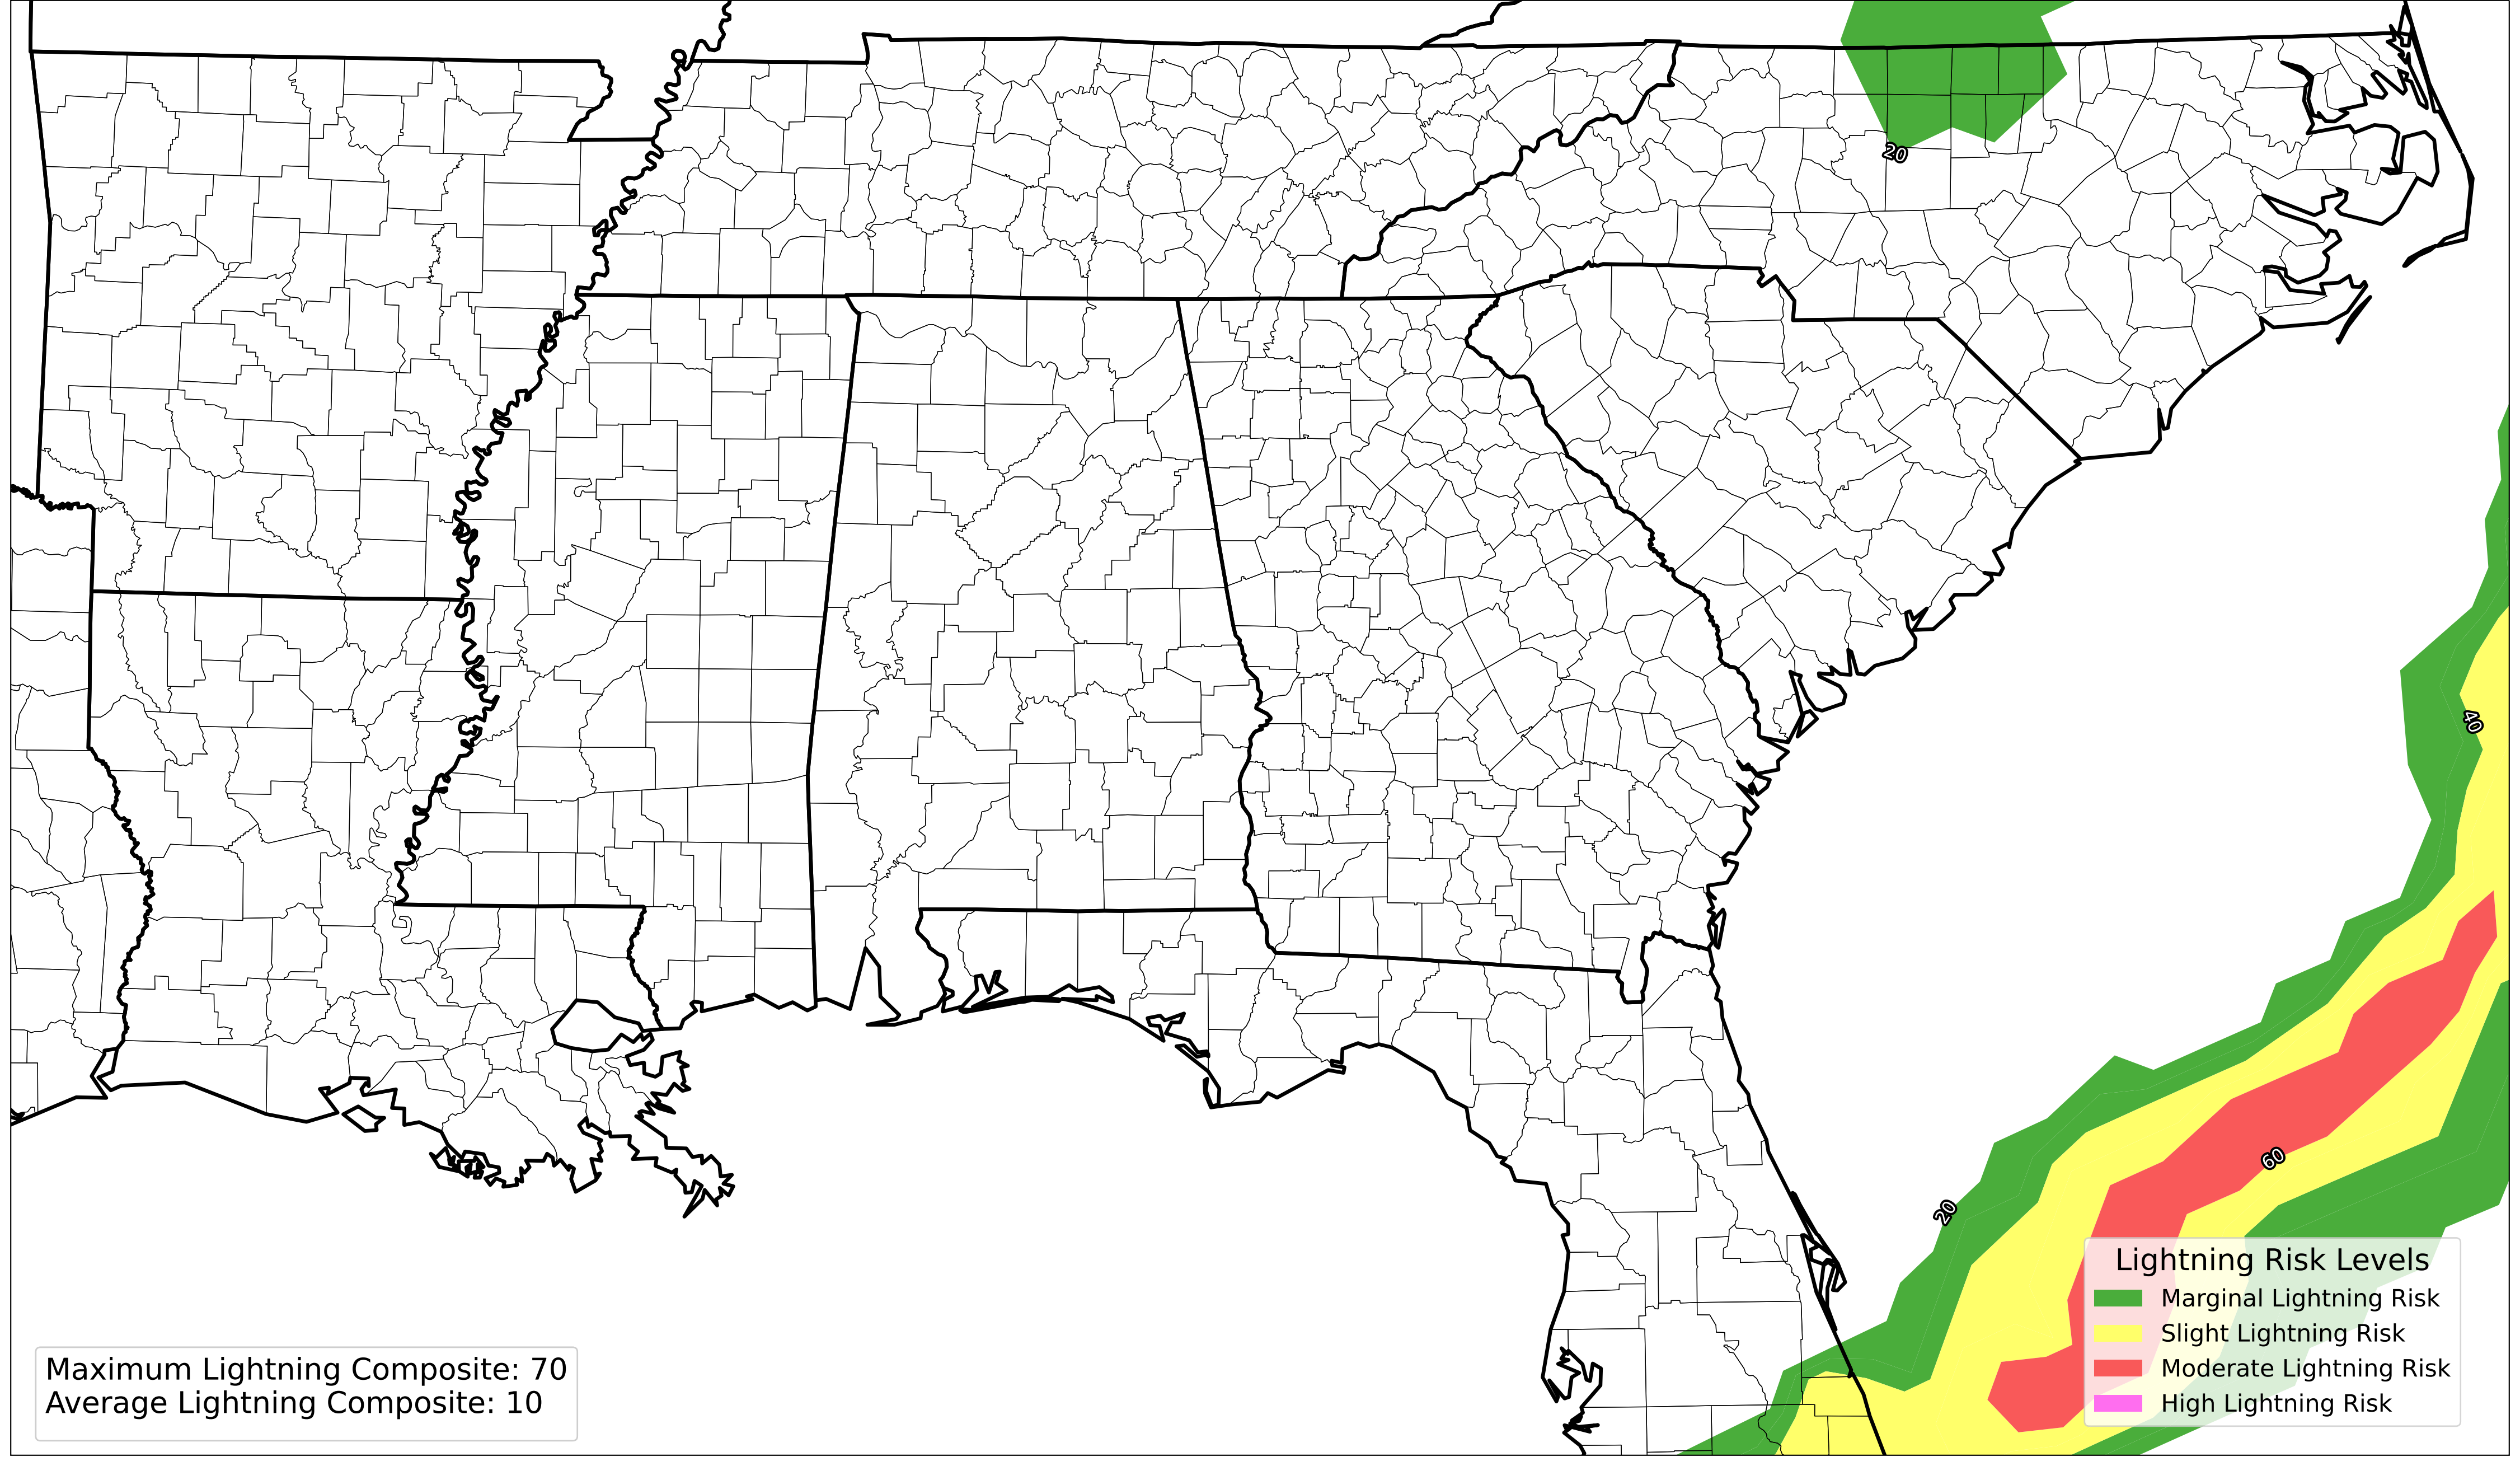 20
40
60
20
Lightning Risk Levels
Marginal Lightning Risk
Slight Lightning Risk
Moderate Lightning Risk
High Lightning Risk
Maximum Lightning Composite: 70
Average Lightning Composite: 10